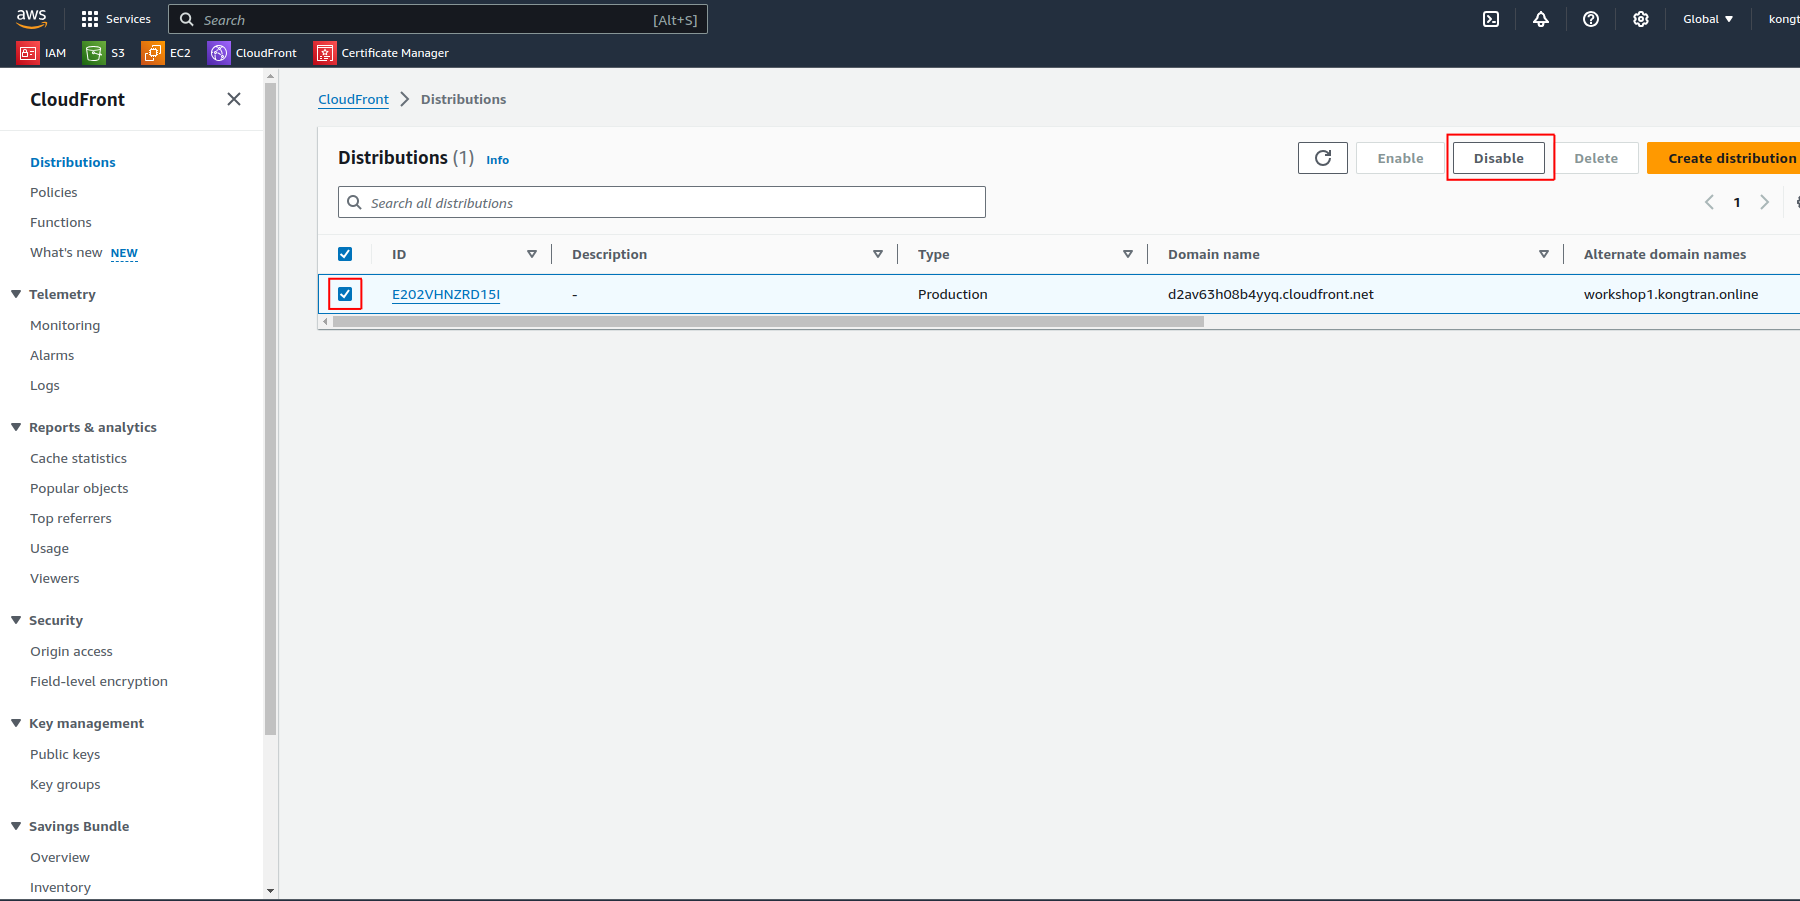 aws Services Search [Alt+S] Global
IAM S3 EC2 CloudFront Certificate Manager
CloudFront
Distributions
Policies
Functions
What's new NEW
Telemetry
Monitoring
Alarms
Logs
Reports & analytics
Cache statistics
Popular objects
Top referrers
Usage
Viewers
Security
Origin access
Field-level encryption
Key management
Public keys
Key groups
Savings Bundle
Overview
Inventory
CloudFront Distributions
Distributions (1) Info Enable Disable Delete Create distribution
Search all distributions 1
ID Description Type Domain name Alternate domain names
E202VHNZRD15I - Production d2av63h08b4yyq.cloudfront.net workshop1.kongtran.online